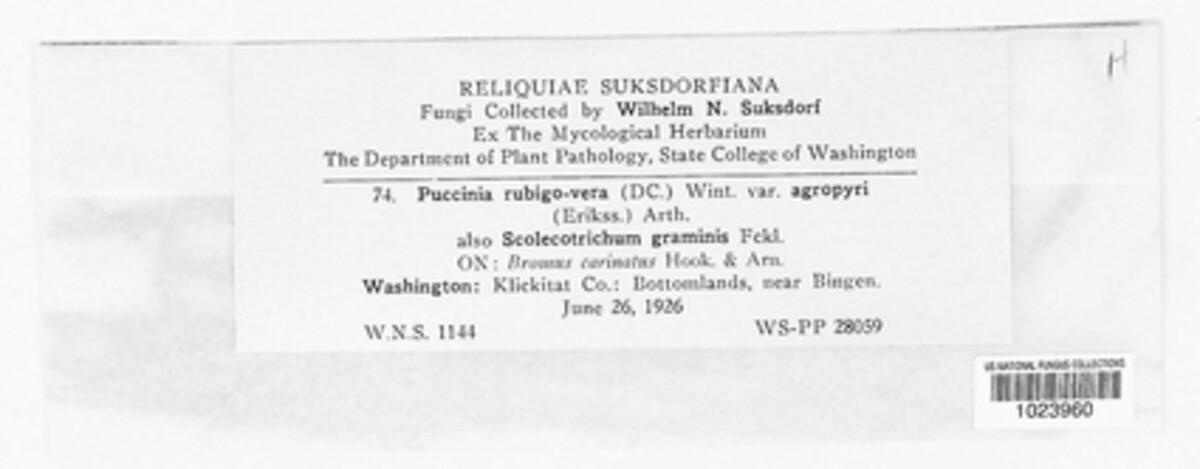 H
RELIQUIAE SUKSDORFIANA
Fungi Collected by Wilhelm N. Suksdorf
Ex The Mycological Herbarium
The Department of Plant Pathology, State College of Washington
74. Puccinia rubigo-vera (DC.) Wint. var. agropyri
(Erikss.) Arth.
also Scolecotrichum graminis Fckl.
ON: Bromus carinatus Hook. & Arn.
Washington: Klickitat Co.: Bottomlands, near Bingen.
June 26, 1926
W.N.S. 1144 WS-PP 28059
US NATIONAL FUNGUS COLLECTIONS
1023960